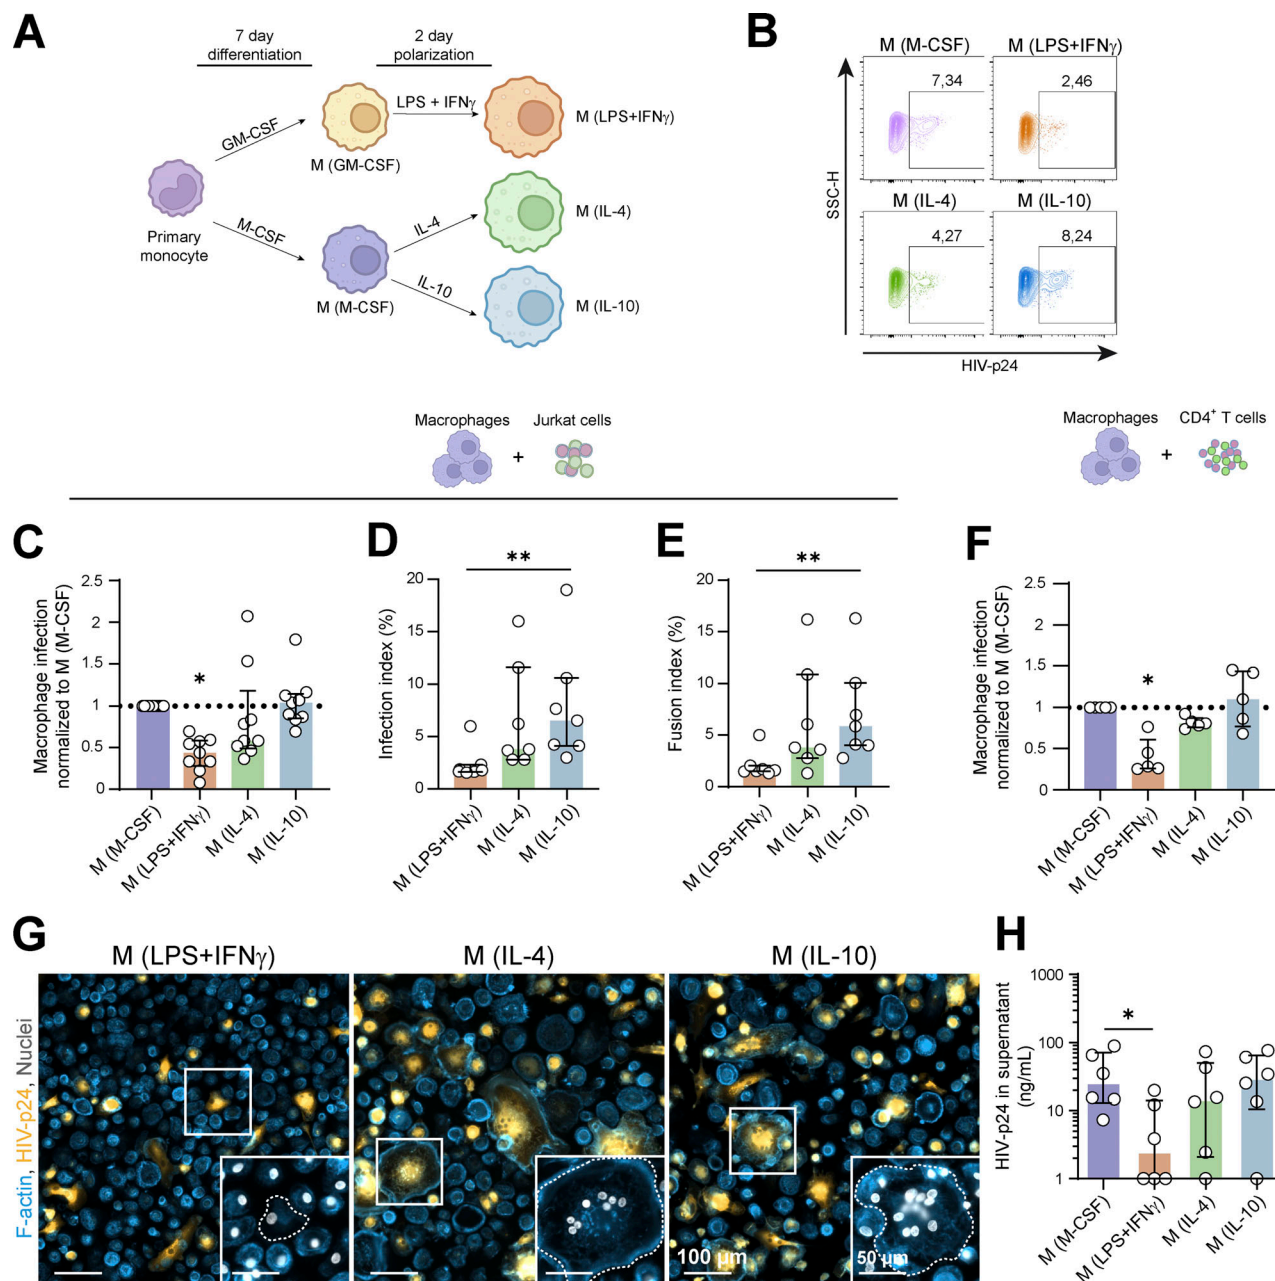 A
7 day
differentiation
2 day
polarization
GM-CSF
M-CSF
Primary
monocyte
M (GM-CSF)
M (M-CSF)
LPS + IFNγ
IL-4
IL-10
M (LPS+IFNγ)
M (IL-4)
M (IL-10)
B
M (M-CSF)
M (LPS+IFNγ)
7,34
2,46
M (IL-4)
M (IL-10)
4,27
8,24
SSC-H
HIV-p24
Macrophages
+
Jurkat cells
Macrophages
+
CD4⁺ T cells
C
Macrophage infection
normalized to M (M-CSF)
2.5
2
1.5
1
0.5
0
*
M (M-CSF)
M (LPS+IFNγ)
M (IL-4)
M (IL-10)
D
Infection index (%)
20
15
10
5
0
**
M (LPS+IFNγ)
M (IL-4)
M (IL-10)
E
Fusion index (%)
20
15
10
5
0
**
M (LPS+IFNγ)
M (IL-4)
M (IL-10)
F
Macrophage infection
normalized to M (M-CSF)
2.5
2
1.5
1
0.5
0
*
M (M-CSF)
M (LPS+IFNγ)
M (IL-4)
M (IL-10)
G
M (LPS+IFNγ)
M (IL-4)
M (IL-10)
F-actin, HIV-p24, Nuclei
100 µm
50 µm
H
HIV-p24 in supernatant
(ng/mL)
1000
100
10
1
*
M (M-CSF)
M (LPS+IFNγ)
M (IL-4)
M (IL-10)